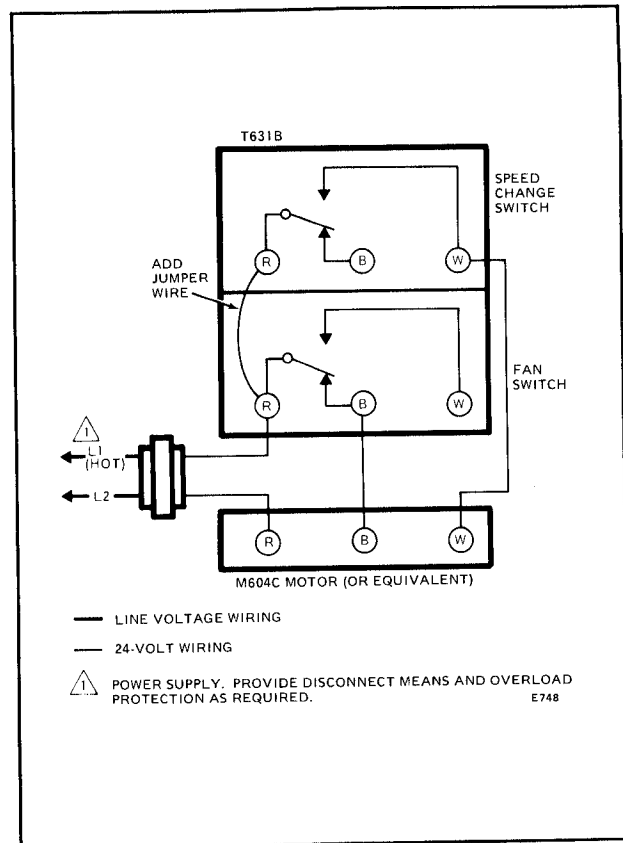 T631B
SPEED
CHANGE
SWITCH
R
B
W
ADD
JUMPER
WIRE
FAN
SWITCH
R
B
W
1
L1
(HOT)
L2
R
B
W
M604C MOTOR (OR EQUIVALENT)
LINE VOLTAGE WIRING
24-VOLT WIRING
1 POWER SUPPLY. PROVIDE DISCONNECT MEANS AND OVERLOAD
PROTECTION AS REQUIRED.
E748